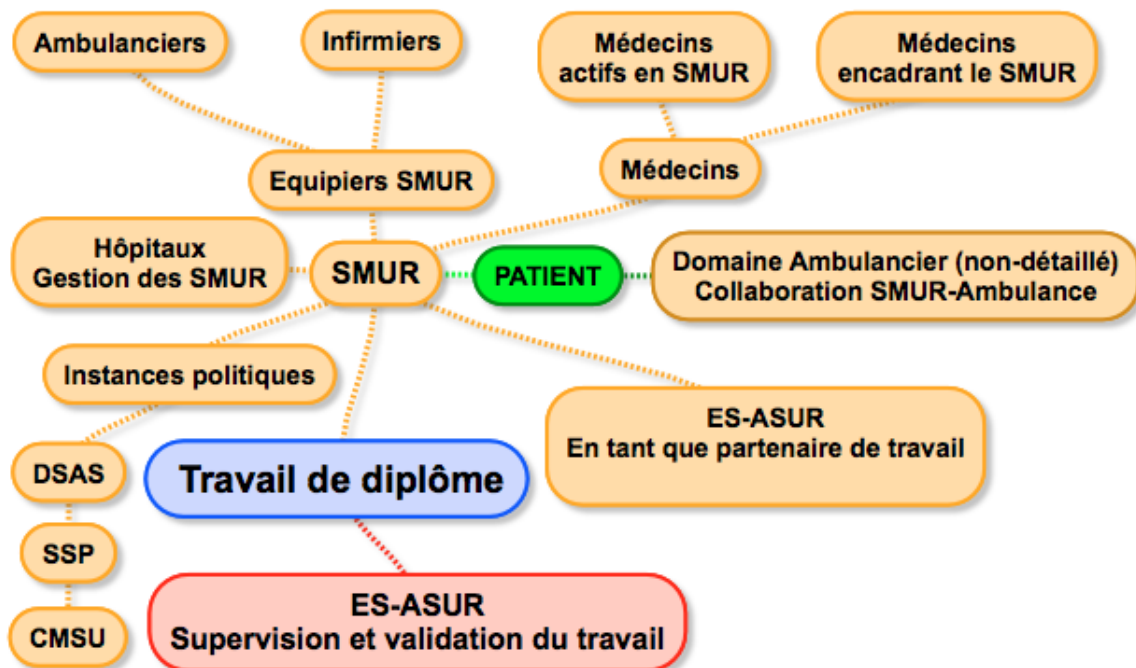 Ambulanciers
Infirmiers
Médecins
actifs en SMUR
Médecins
encadrant le SMUR
Equipiers SMUR
Médecins
Hôpitaux
Gestion des SMUR
SMUR
PATIENT
Domaine Ambulancier (non-détaillé)
Collaboration SMUR-Ambulance
Instances politiques
ES-ASUR
En tant que partenaire de travail
DSAS
Travail de diplôme
SSP
ES-ASUR
Supervision et validation du travail
CMSU